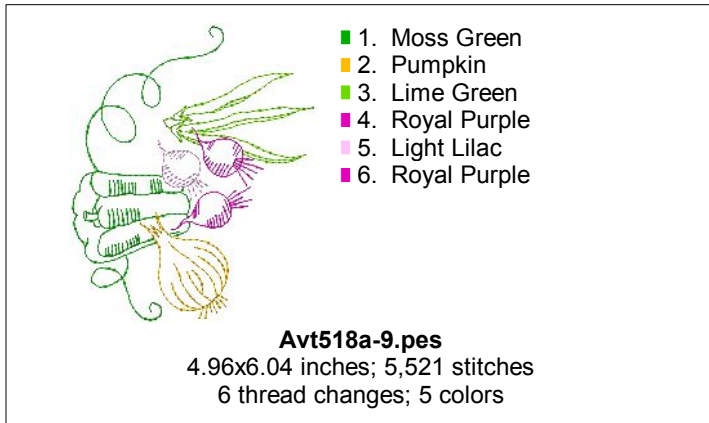 1. Moss Green
2. Pumpkin
3. Lime Green
4. Royal Purple
5. Light Lilac
6. Royal Purple
Avt518a-9.pes
4.96x6.04 inches; 5,521 stitches
6 thread changes; 5 colors